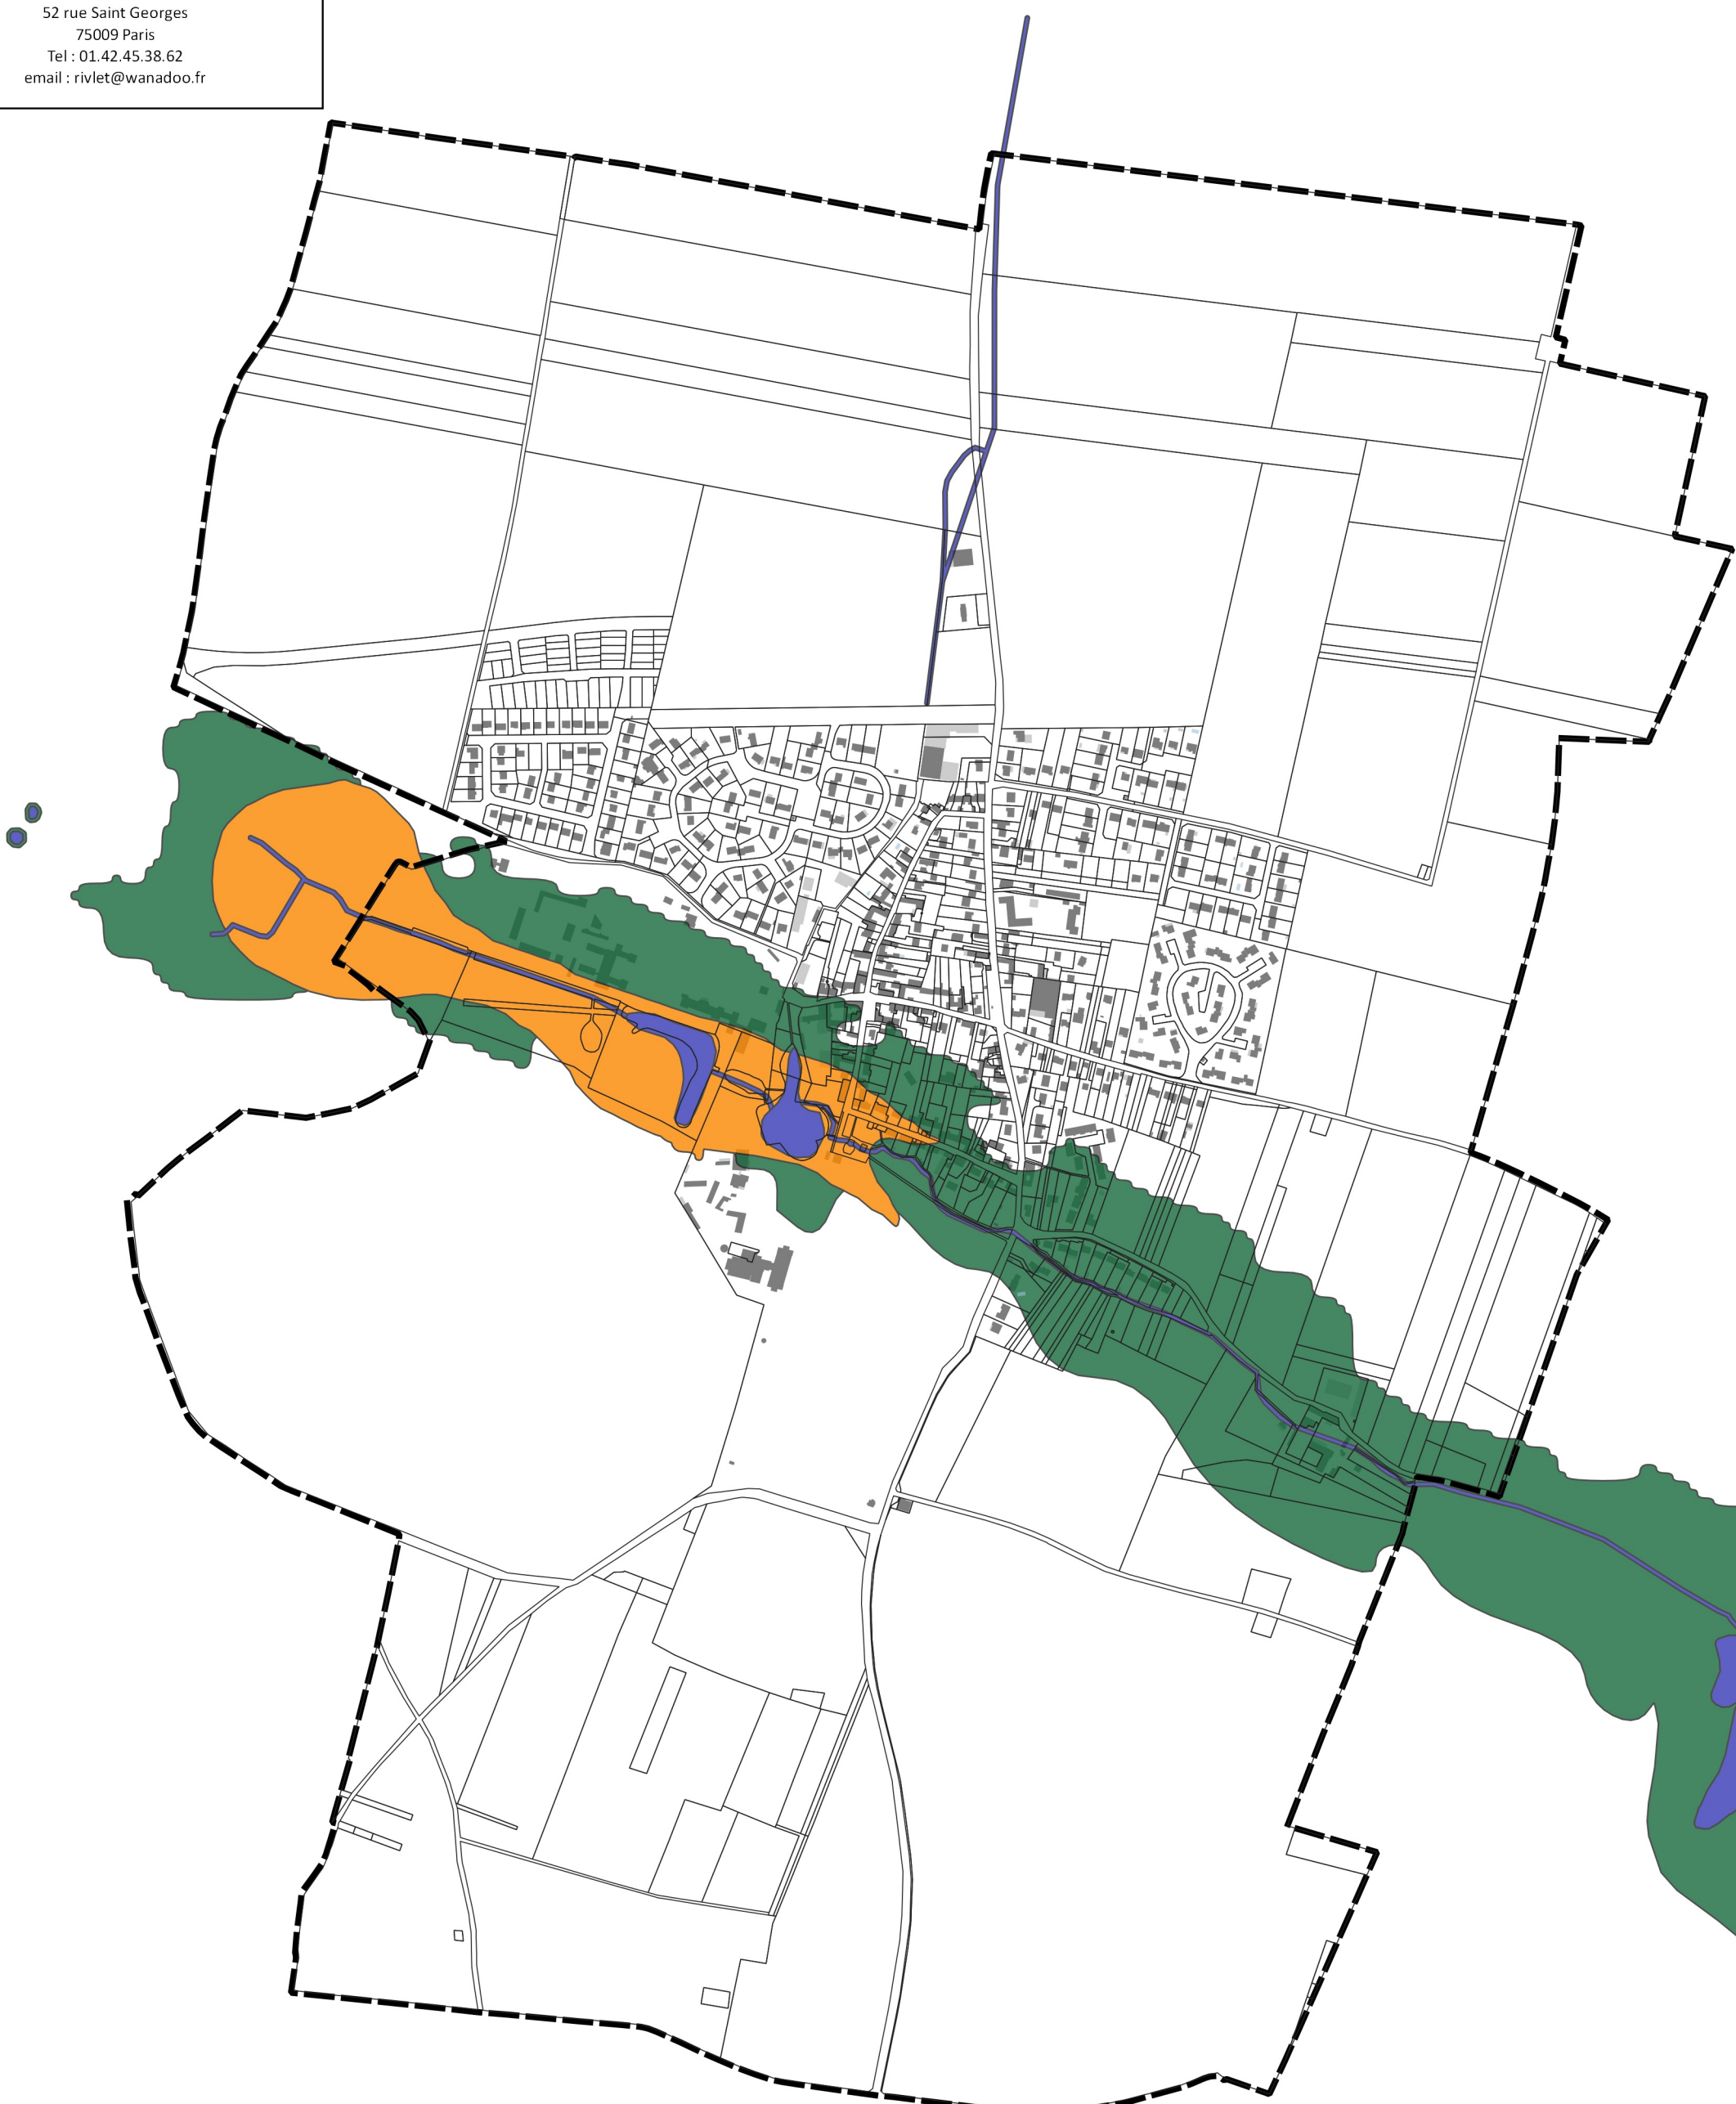 52 rue Saint Georges
75009 Paris
Tel : 01.42.45.38.62
email : rivlet@wanadoo.fr